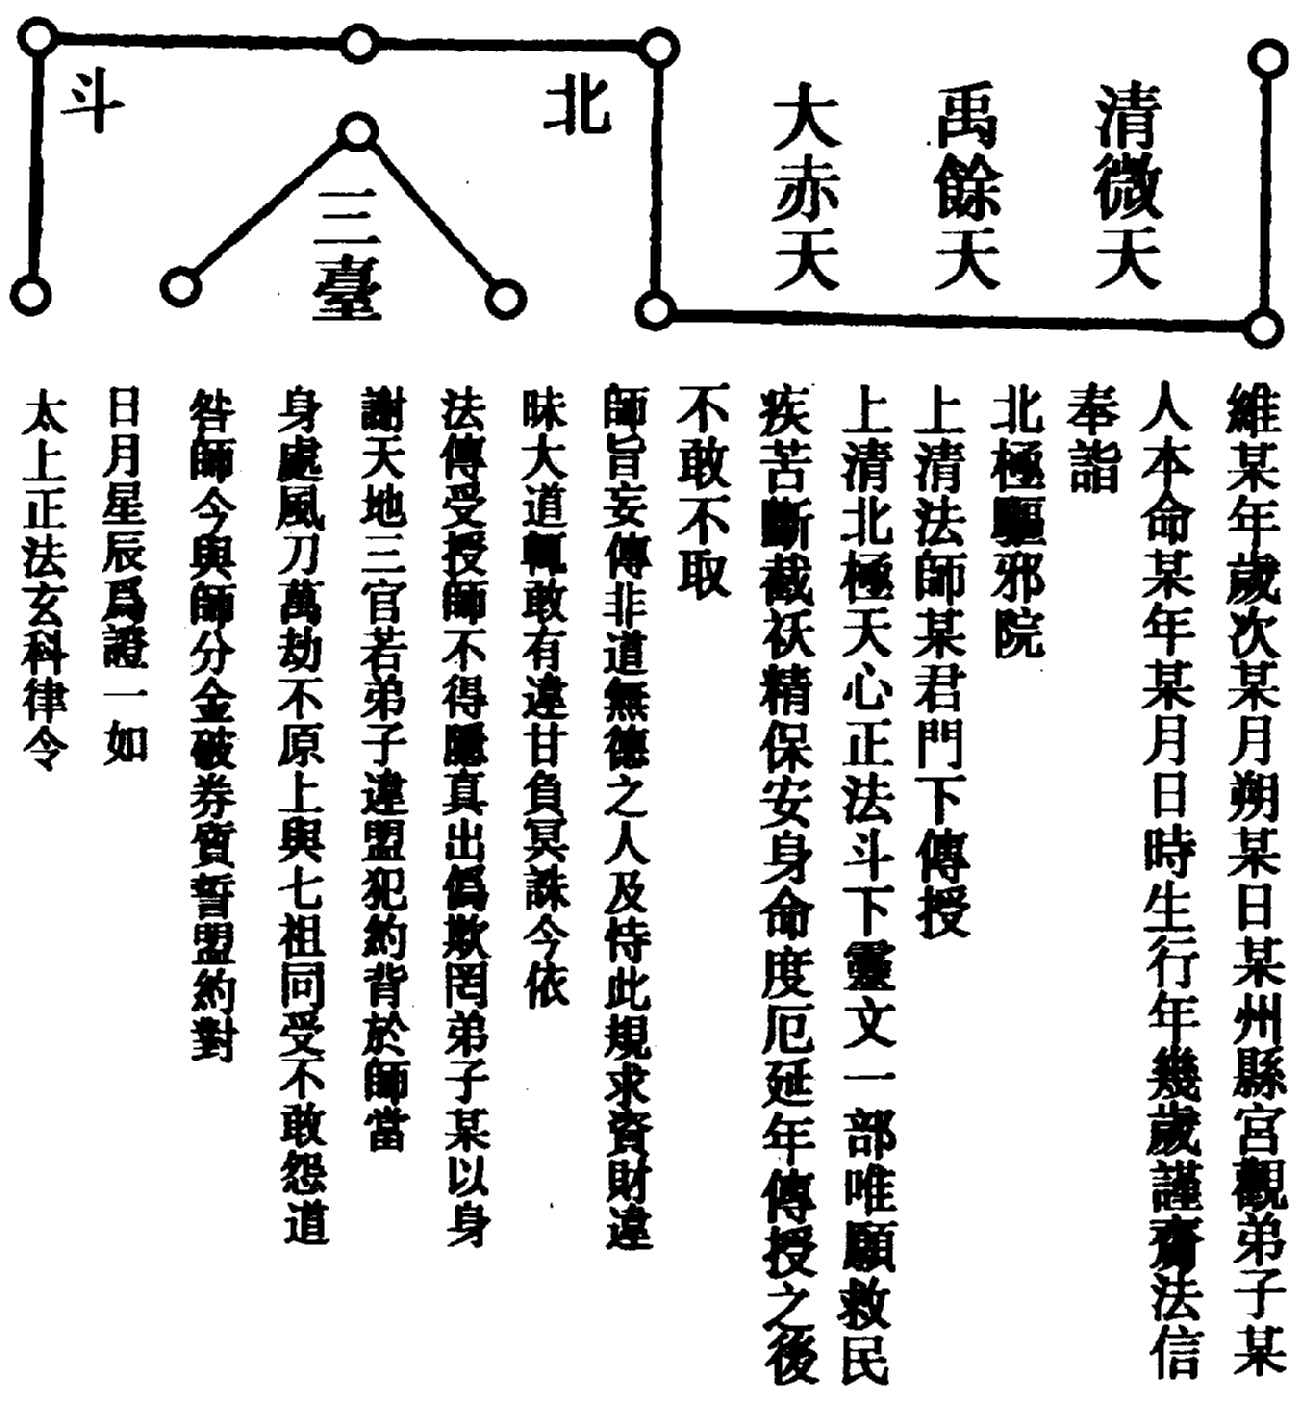 清微天
禹餘天
大赤天
北
三臺
斗
維某年歲次某月朔某日某州縣宮觀弟子某
人本命某年某月日時生行年幾歲謹齎法信
奉詣
北極驅邪院
上清法師某君門下傳授
上清北極天心正法斗下靈文一部唯願救民
疾苦斷截祅精保安身命度厄延年傳授之後
不敢不取
師旨妄傳非道無德之人及恃此規求資財違
昧大道輒敢有違甘負冥誅今依
法傳受授師不得隱真出僞欺罔弟子某以身
謝天地三官若弟子違盟犯約背於師當
身處風刀萬劫不原上與七祖同受不敢怨道
咎師今與師分金破券質誓盟約對
日月星辰爲證一如
太上正法玄科律令